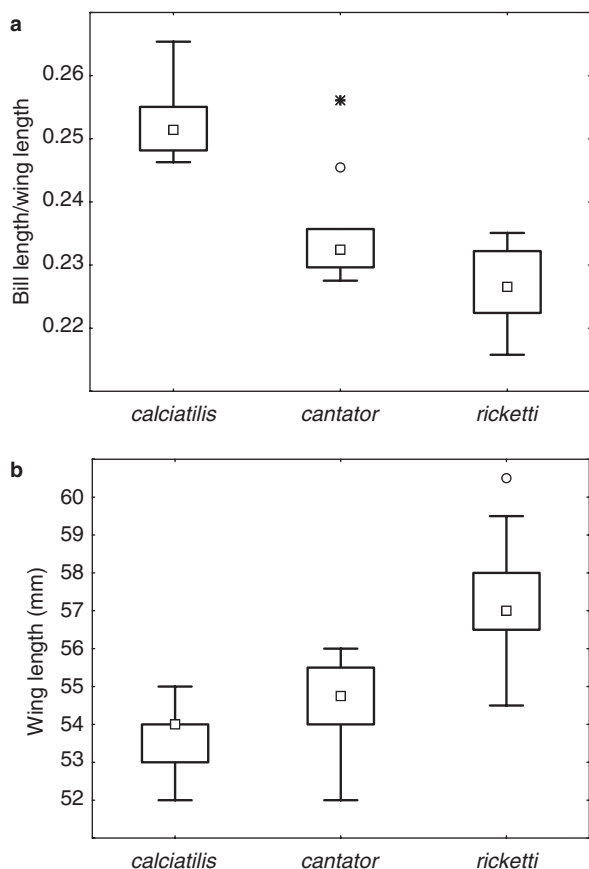 a
Bill length/wing length
0.26
0.25
0.24
0.23
0.22
calciatilis cantator ricketti
b
Wing length (mm)
60
59
58
57
56
55
54
53
52
calciatilis cantator ricketti